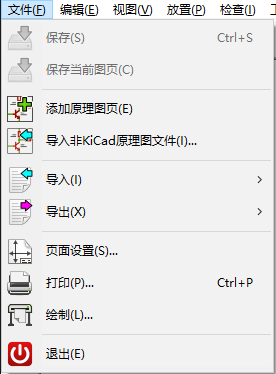 文件(F) 编辑(E) 视图(V) 放置(P) 检查(I)
保存(S) Ctrl+S
保存当前图页(C)
添加原理图页(E)
导入非KiCad原理图文件(I)...
导入(I)
导出(X)
页面设置(S)...
打印(P)... Ctrl+P
绘制(L)...
退出(E)